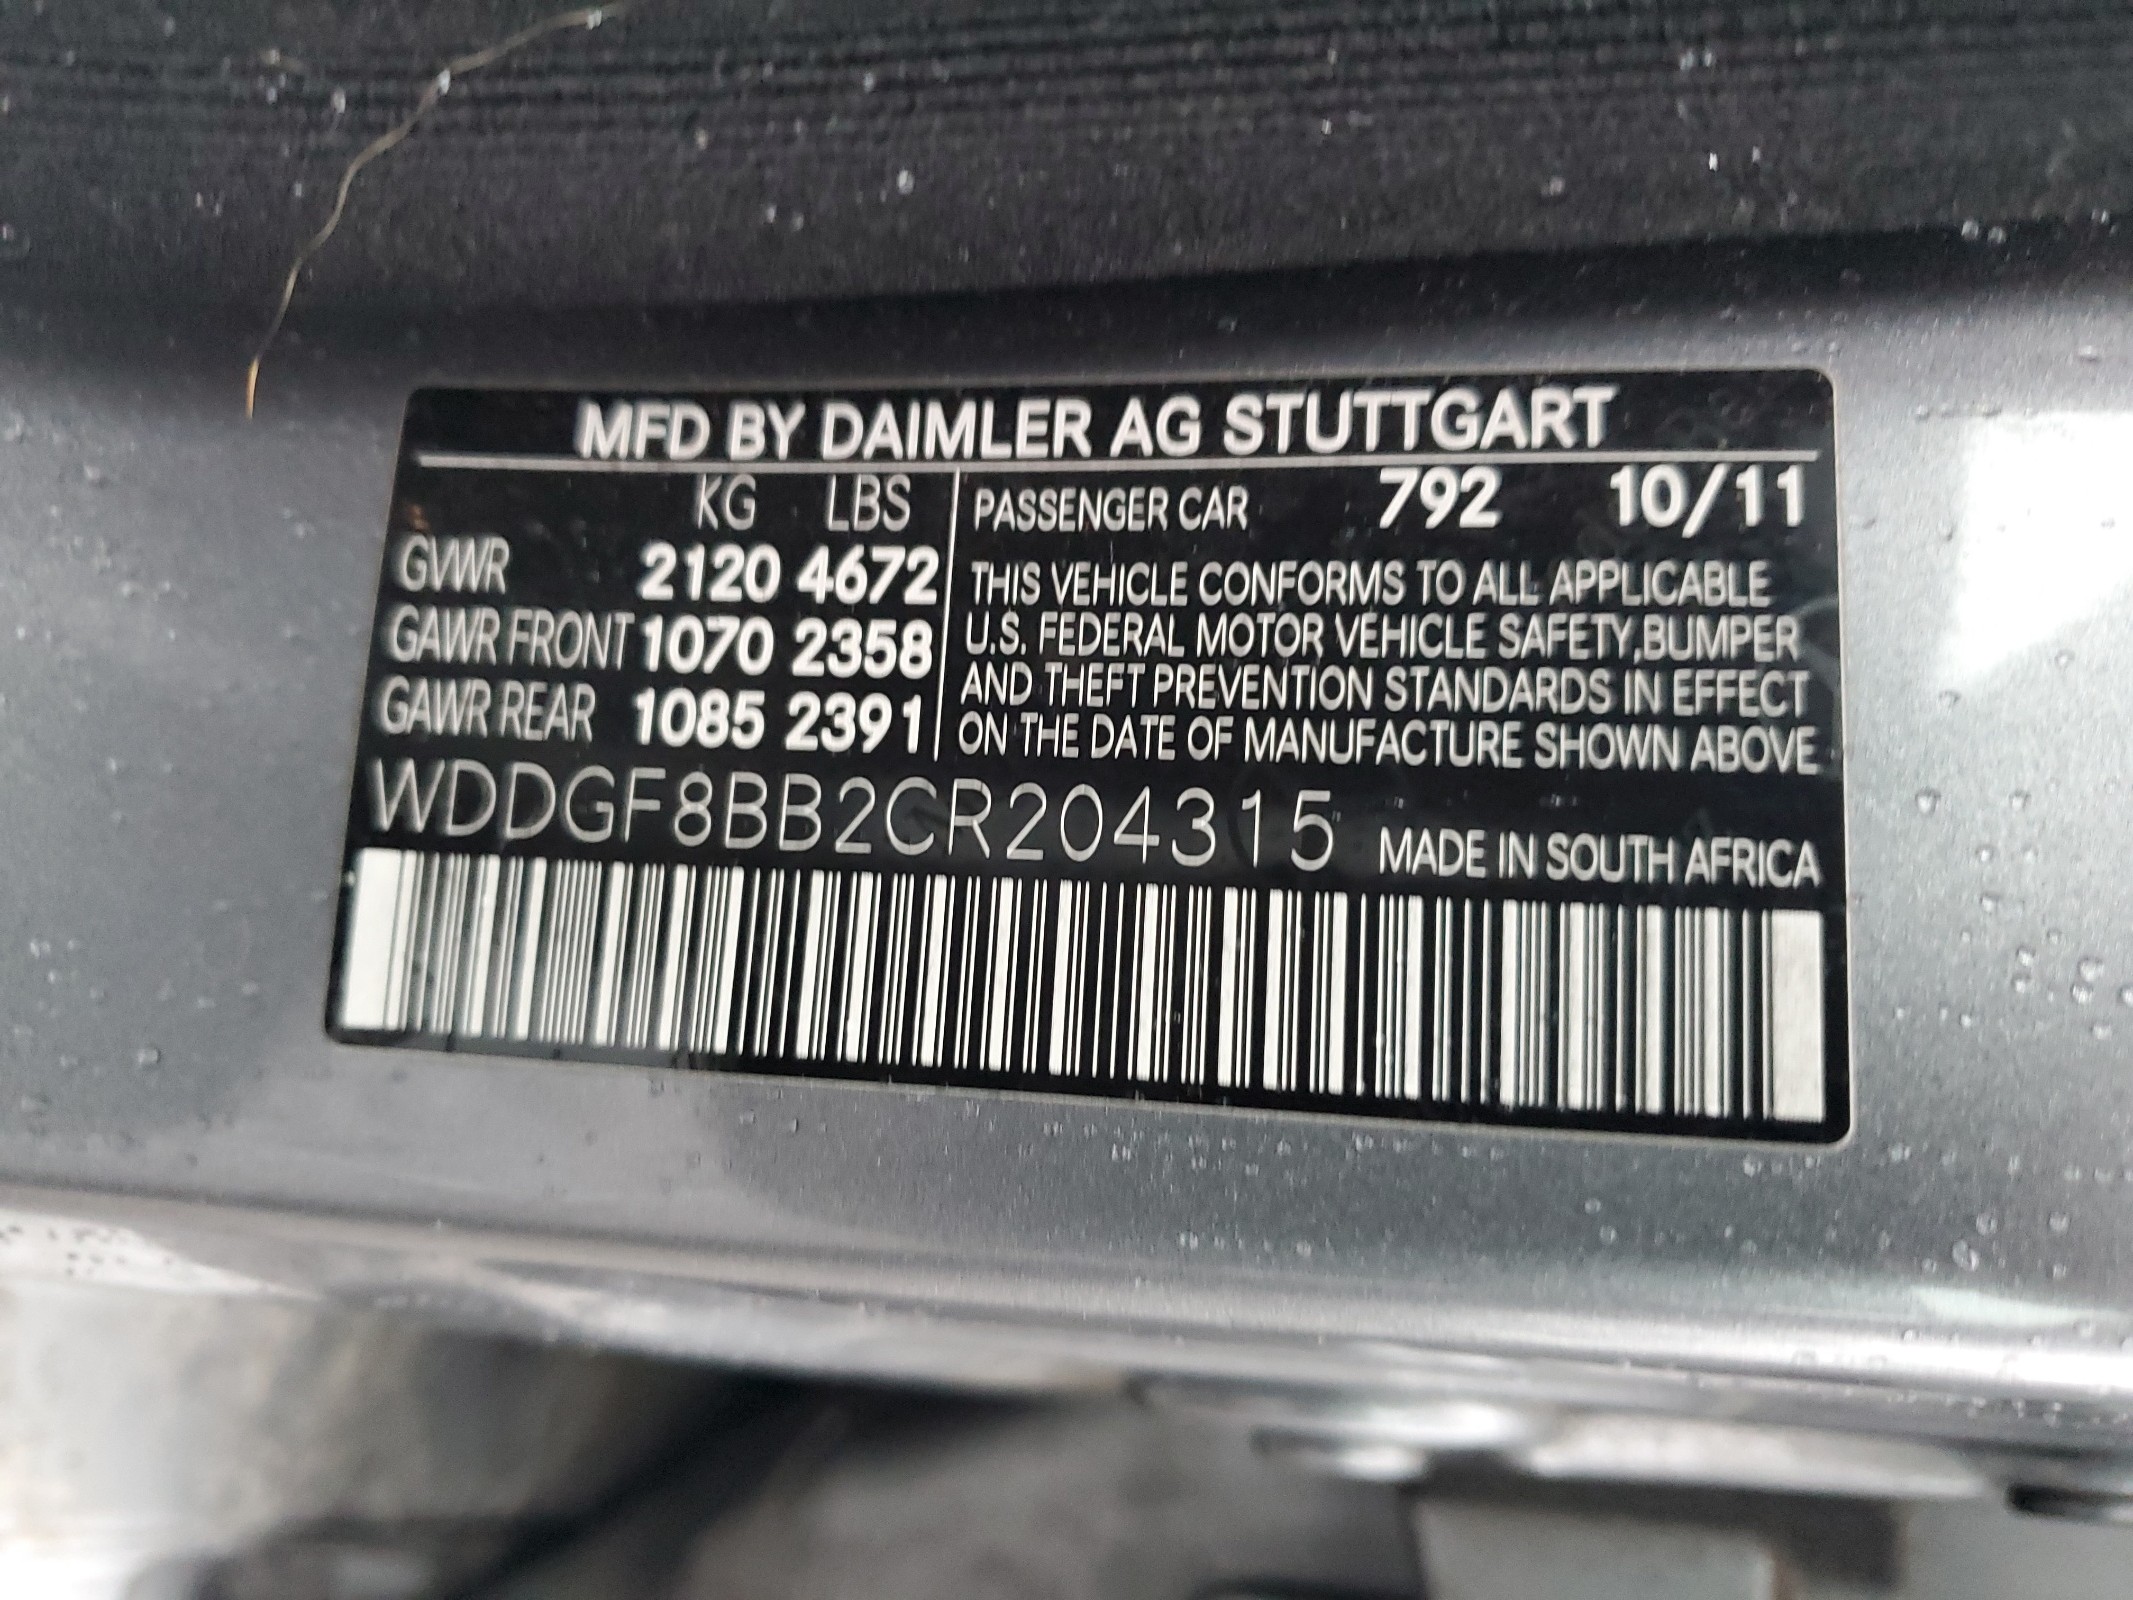 MFD BY DAIMLER AG STUTTGART
KG LBS
GVWR 2120 4672
GAWR FRONT 1070 2358
GAWR REAR 1085 2391
PASSENGER CAR 792 10/11
THIS VEHICLE CONFORMS TO ALL APPLICABLE
U.S. FEDERAL MOTOR VEHICLE SAFETY,BUMPER
AND THEFT PREVENTION STANDARDS IN EFFECT
ON THE DATE OF MANUFACTURE SHOWN ABOVE.
WDDGF8BB2CR204315 MADE IN SOUTH AFRICA